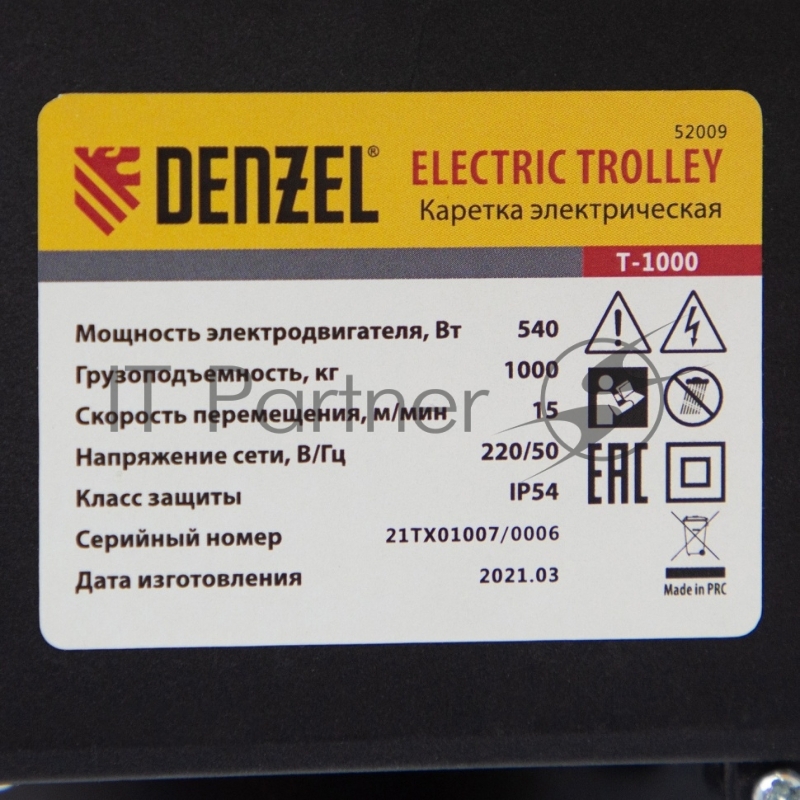 52009
DENZEL® ELECTRIC TROLLEY
Каретка электрическая
T-1000
Мощность электродвигателя, Вт 540
Грузоподъемность, кг 1000
Скорость перемещения, м/мин 15
Напряжение сети, В/Гц 220/50
Класс защиты IP54
Серийный номер 21TX01007/0006
Дата изготовления 2021.03
EAC
Made in PRC
IT Partner